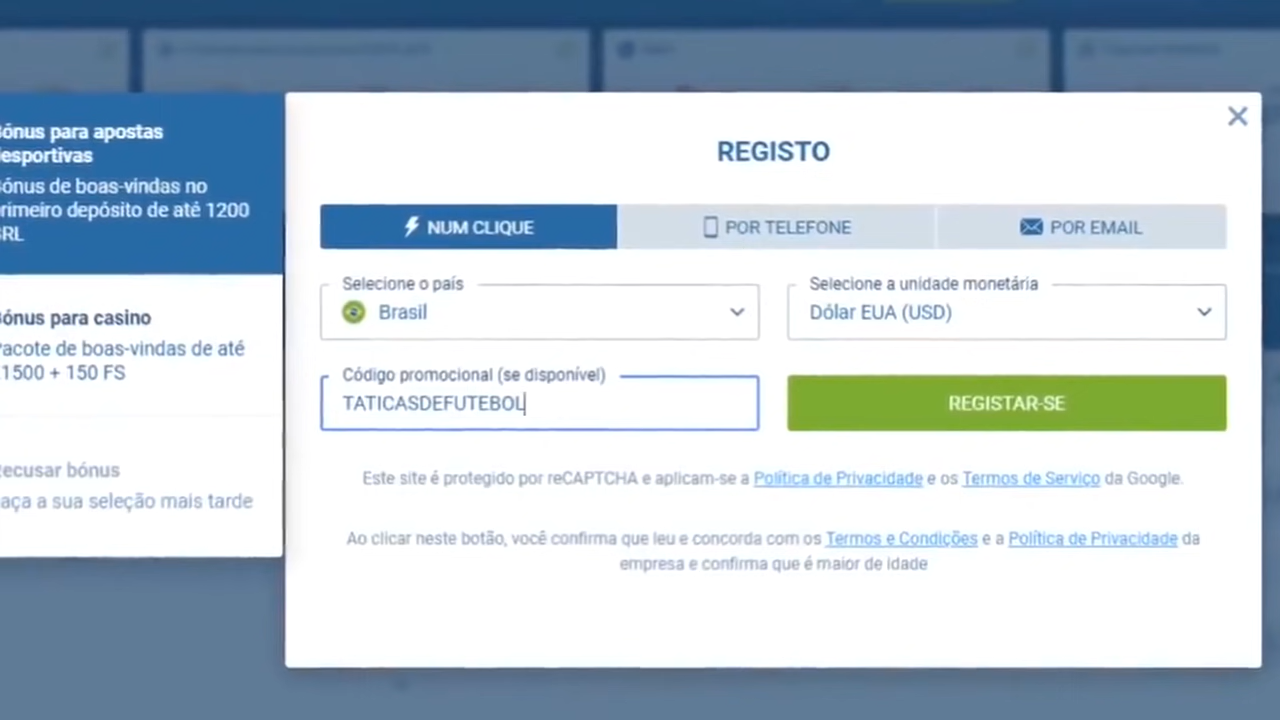 REGISTO
NUM CLIQUE
POR TELEFONE
POR EMAIL
Selecione o país
Selecione a unidade monetária
Brasil
Dólar EUA (USD)
Código promocional (se disponível)
TATICASDEFUTEBOL
REGISTAR-SE
Este site é protegido por reCAPTCHA e aplicam-se a Política de Privacidade e os Termos de Serviço da Google.
Ao clicar neste botão, você confirma que leu e concorda com os Termos e Condições e a Política de Privacidade da
empresa e confirma que é maior de idade
ónus para apostas
esportivas
ónus de boas-vindas no
rimeiro depósito de até 1200
RL
ónus para casino
acote de boas-vindas de até
1500 + 150 FS
ecusar bónus
aça a sua seleção mais tarde